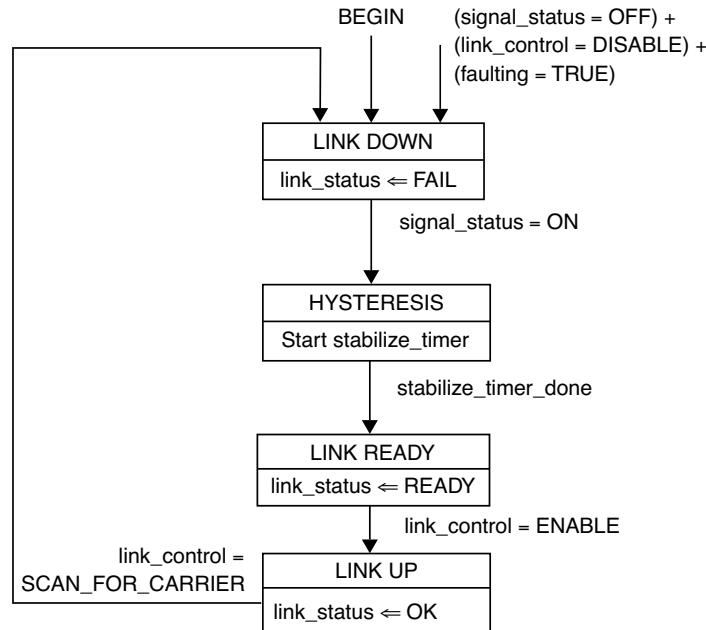 BEGIN
(signal_status = OFF) +
(link_control = DISABLE) +
(faulting = TRUE)
LINK DOWN
link_status ⇐ FAIL
signal_status = ON
HYSTERESIS
Start stabilize_timer
stabilize_timer_done
LINK READY
link_status ⇐ READY
link_control = ENABLE
link_control =
SCAN_FOR_CARRIER
LINK UP
link_status ⇐ OK